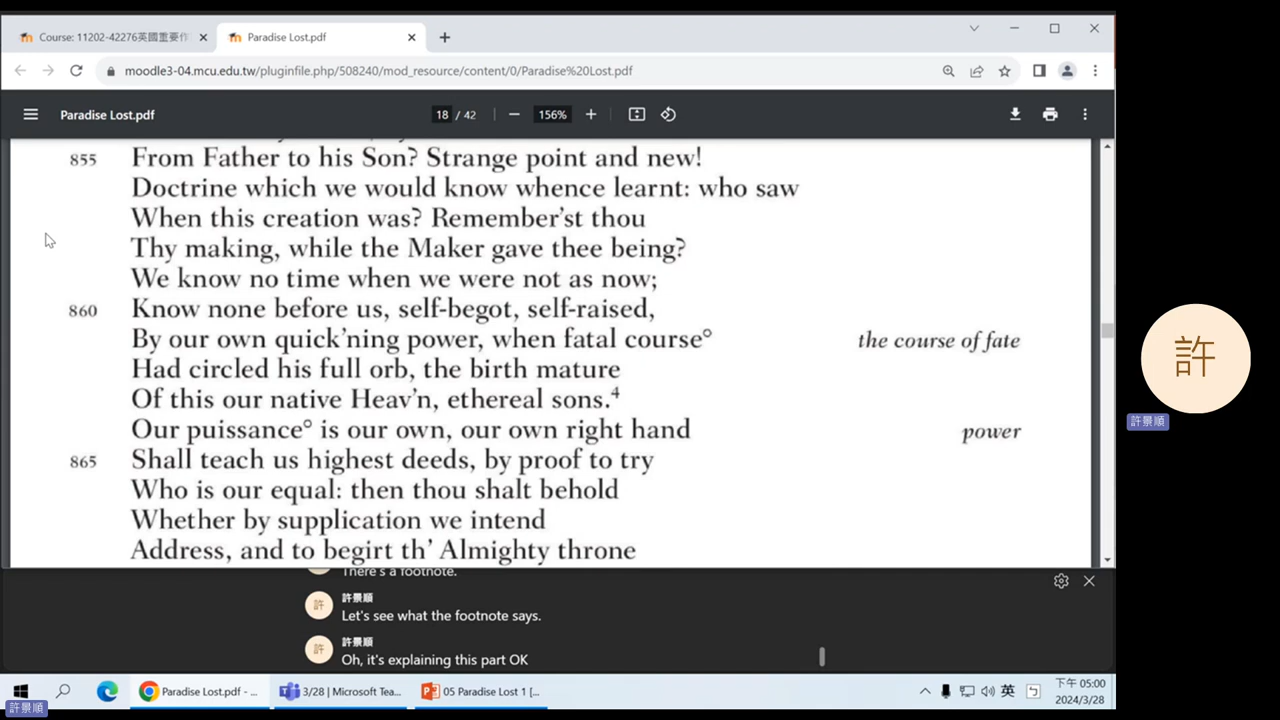 Course: 11202-42276英國重要作
Paradise Lost.pdf
moodle3-04.mcu.edu.tw/pluginfile.php/508240/mod_resource/content/0/Paradise%20Lost.pdf
Paradise Lost.pdf
18 / 42
156%
855 From Father to his Son? Strange point and new!
Doctrine which we would know whence learnt: who saw
When this creation was? Remember'st thou
Thy making, while the Maker gave thee being?
We know no time when we were not as now;
860 Know none before us, self-begot, self-raised,
By our own quick'ning power, when fatal course° the course of fate
Had circled his full orb, the birth mature
Of this our native Heav'n, ethereal sons.4
Our puissance° is our own, our own right hand power
865 Shall teach us highest deeds, by proof to try
Who is our equal: then thou shalt behold
Whether by supplication we intend
Address, and to begirt th' Almighty throne
許
許景順
There's a footnote.
許
許景順
Let's see what the footnote says.
許
許景順
Oh, it's explaining this part OK
Paradise Lost.pdf - ...
3/28 | Microsoft Tea...
05 Paradise Lost 1 [...
英
ㄅ
下午 05:00
2024/3/28
許景順